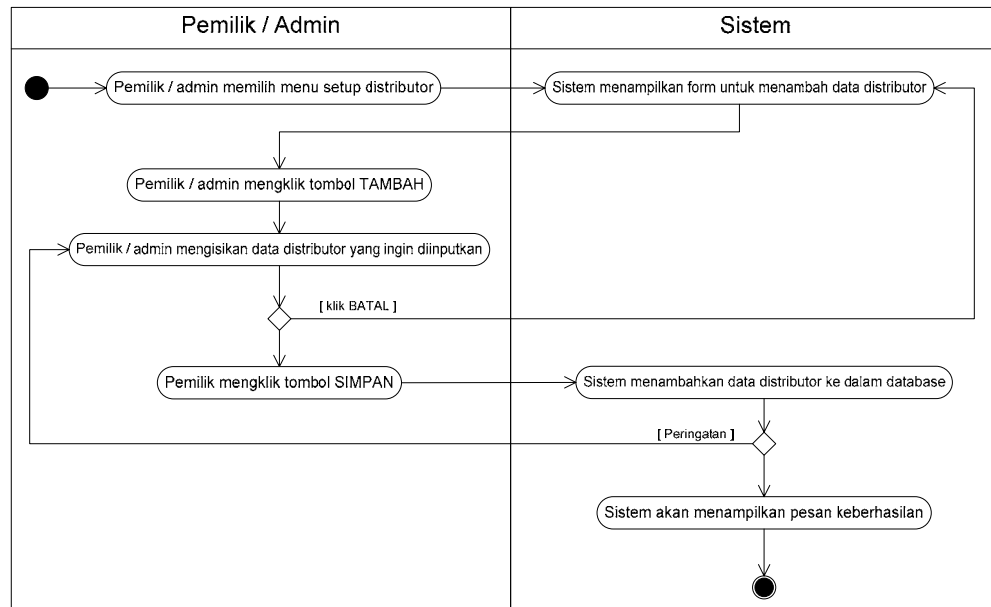 Pemilik / Admin
Sistem
Pemilik / admin memilih menu setup distributor
Sistem menampilkan form untuk menambah data distributor
Pemilik / admin mengklik tombol TAMBAH
Pemilik / admin mengisikan data distributor yang ingin diinputkan
[ klik BATAL ]
Pemilik mengklik tombol SIMPAN
Sistem menambahkan data distributor ke dalam database
[ Peringatan ]
Sistem akan menampilkan pesan keberhasilan